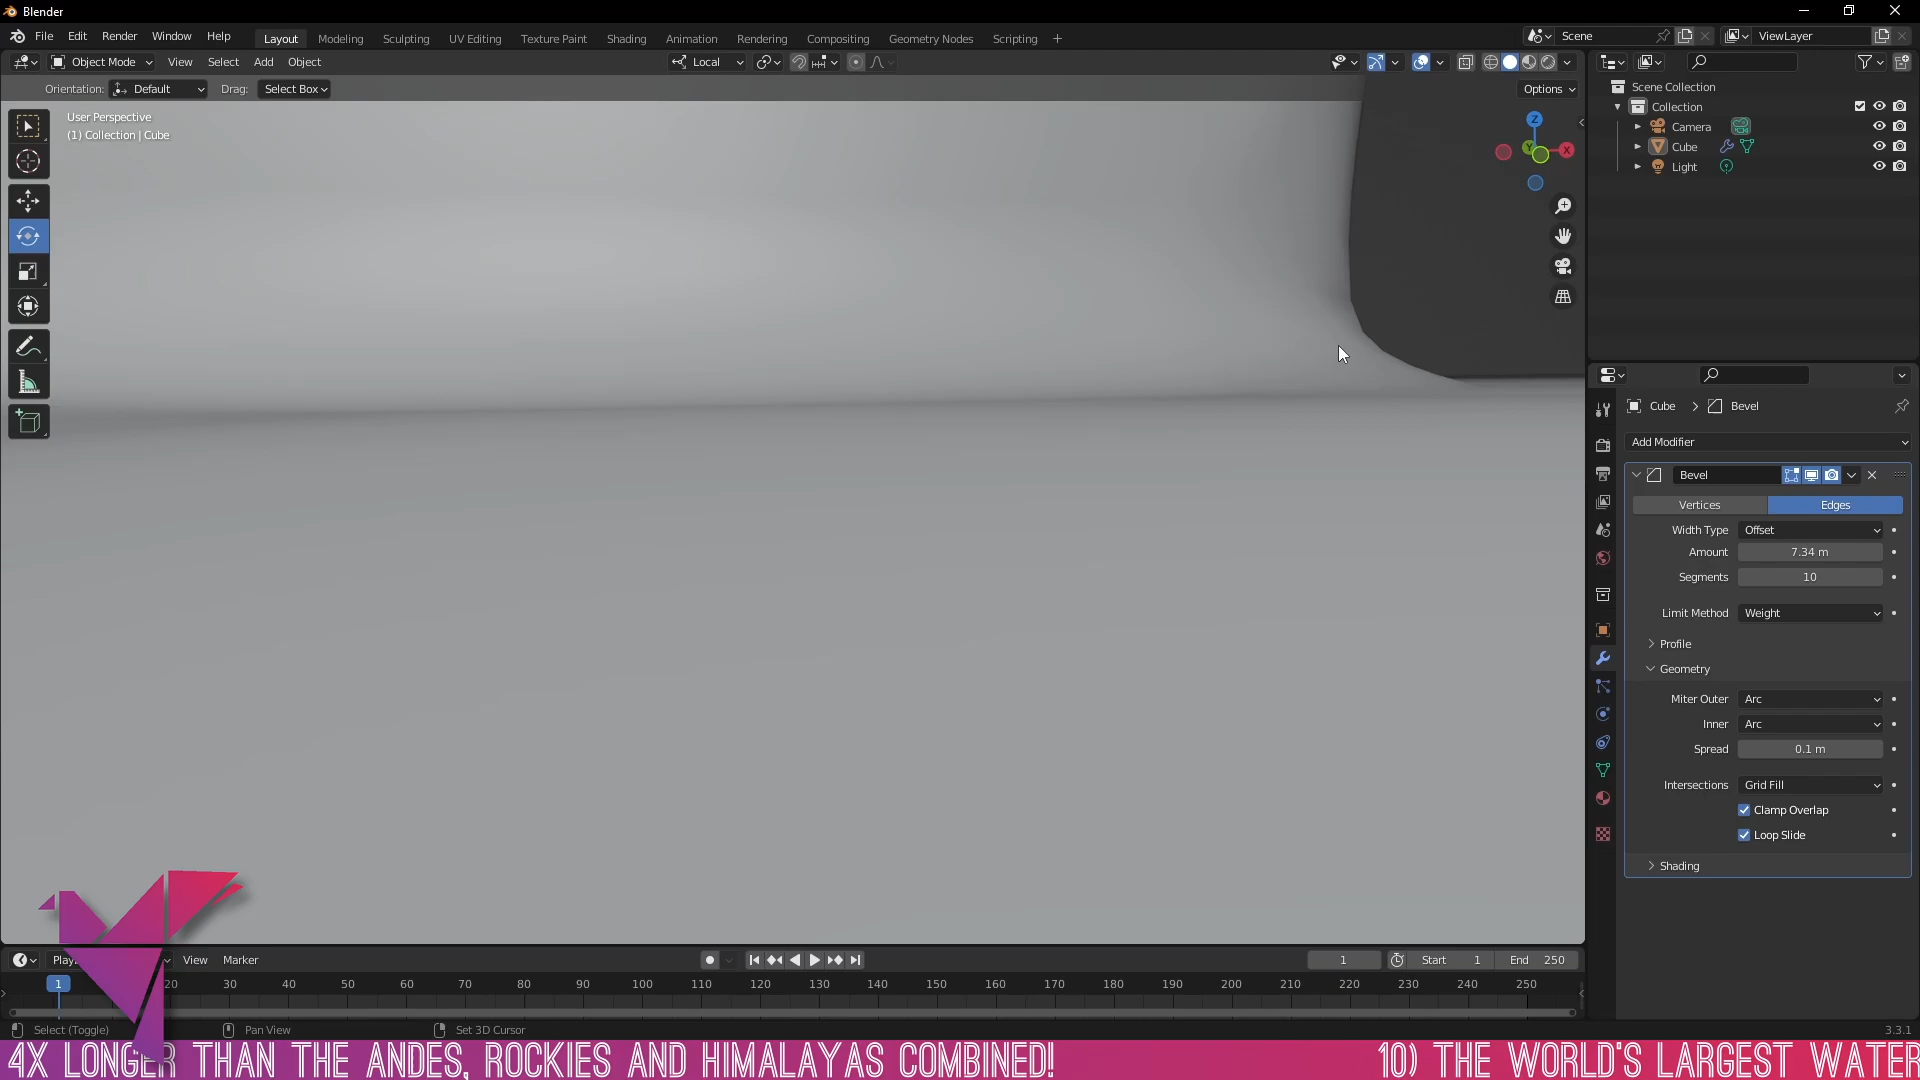 Blender
File Edit Render Window Help
Layout Modeling Sculpting UV Editing Texture Paint Shading Animation Rendering Compositing Geometry Nodes Scripting
Scene
ViewLayer
Object Mode View Select Add Object
Local
Orientation: Default Drag: Select Box
Options
User Perspective
(1) Collection | Cube
Z
Y
X
Scene Collection
Collection
Camera
Cube
Light
Cube > Bevel
Add Modifier
Bevel
Vertices Edges
Width Type Offset
Amount 7.34 m
Segments 10
Limit Method Weight
Profile
Geometry
Miter Outer Arc
Inner Arc
Spread 0.1 m
Intersections Grid Fill
Clamp Overlap
Loop Slide
Shading
View Marker
1 Start 1 End 250
1 20 30 40 50 60 70 80 90 100 110 120 130 140 150 160 170 180 190 200 210 220 230 240 250
Select (Toggle) Pan View Set 3D Cursor
3.3.1
4X LONGER THAN THE ANDES, ROCKIES AND HIMALAYAS COMBINED! 10) THE WORLD'S LARGEST WATER